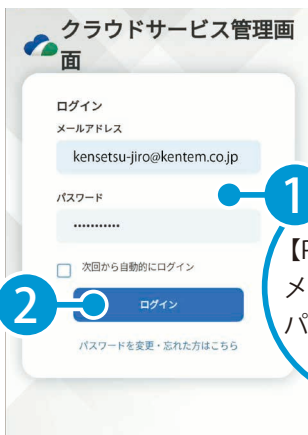 クラウドサービス管理画
面
ログイン
メールアドレス
kensetsu-jiro@kentem.co.jp
1
パスワード
•••••••••••
【P
メ
パ
次回から自動的にログイン
2
ログイン
パスワードを変更・忘れた方はこちら